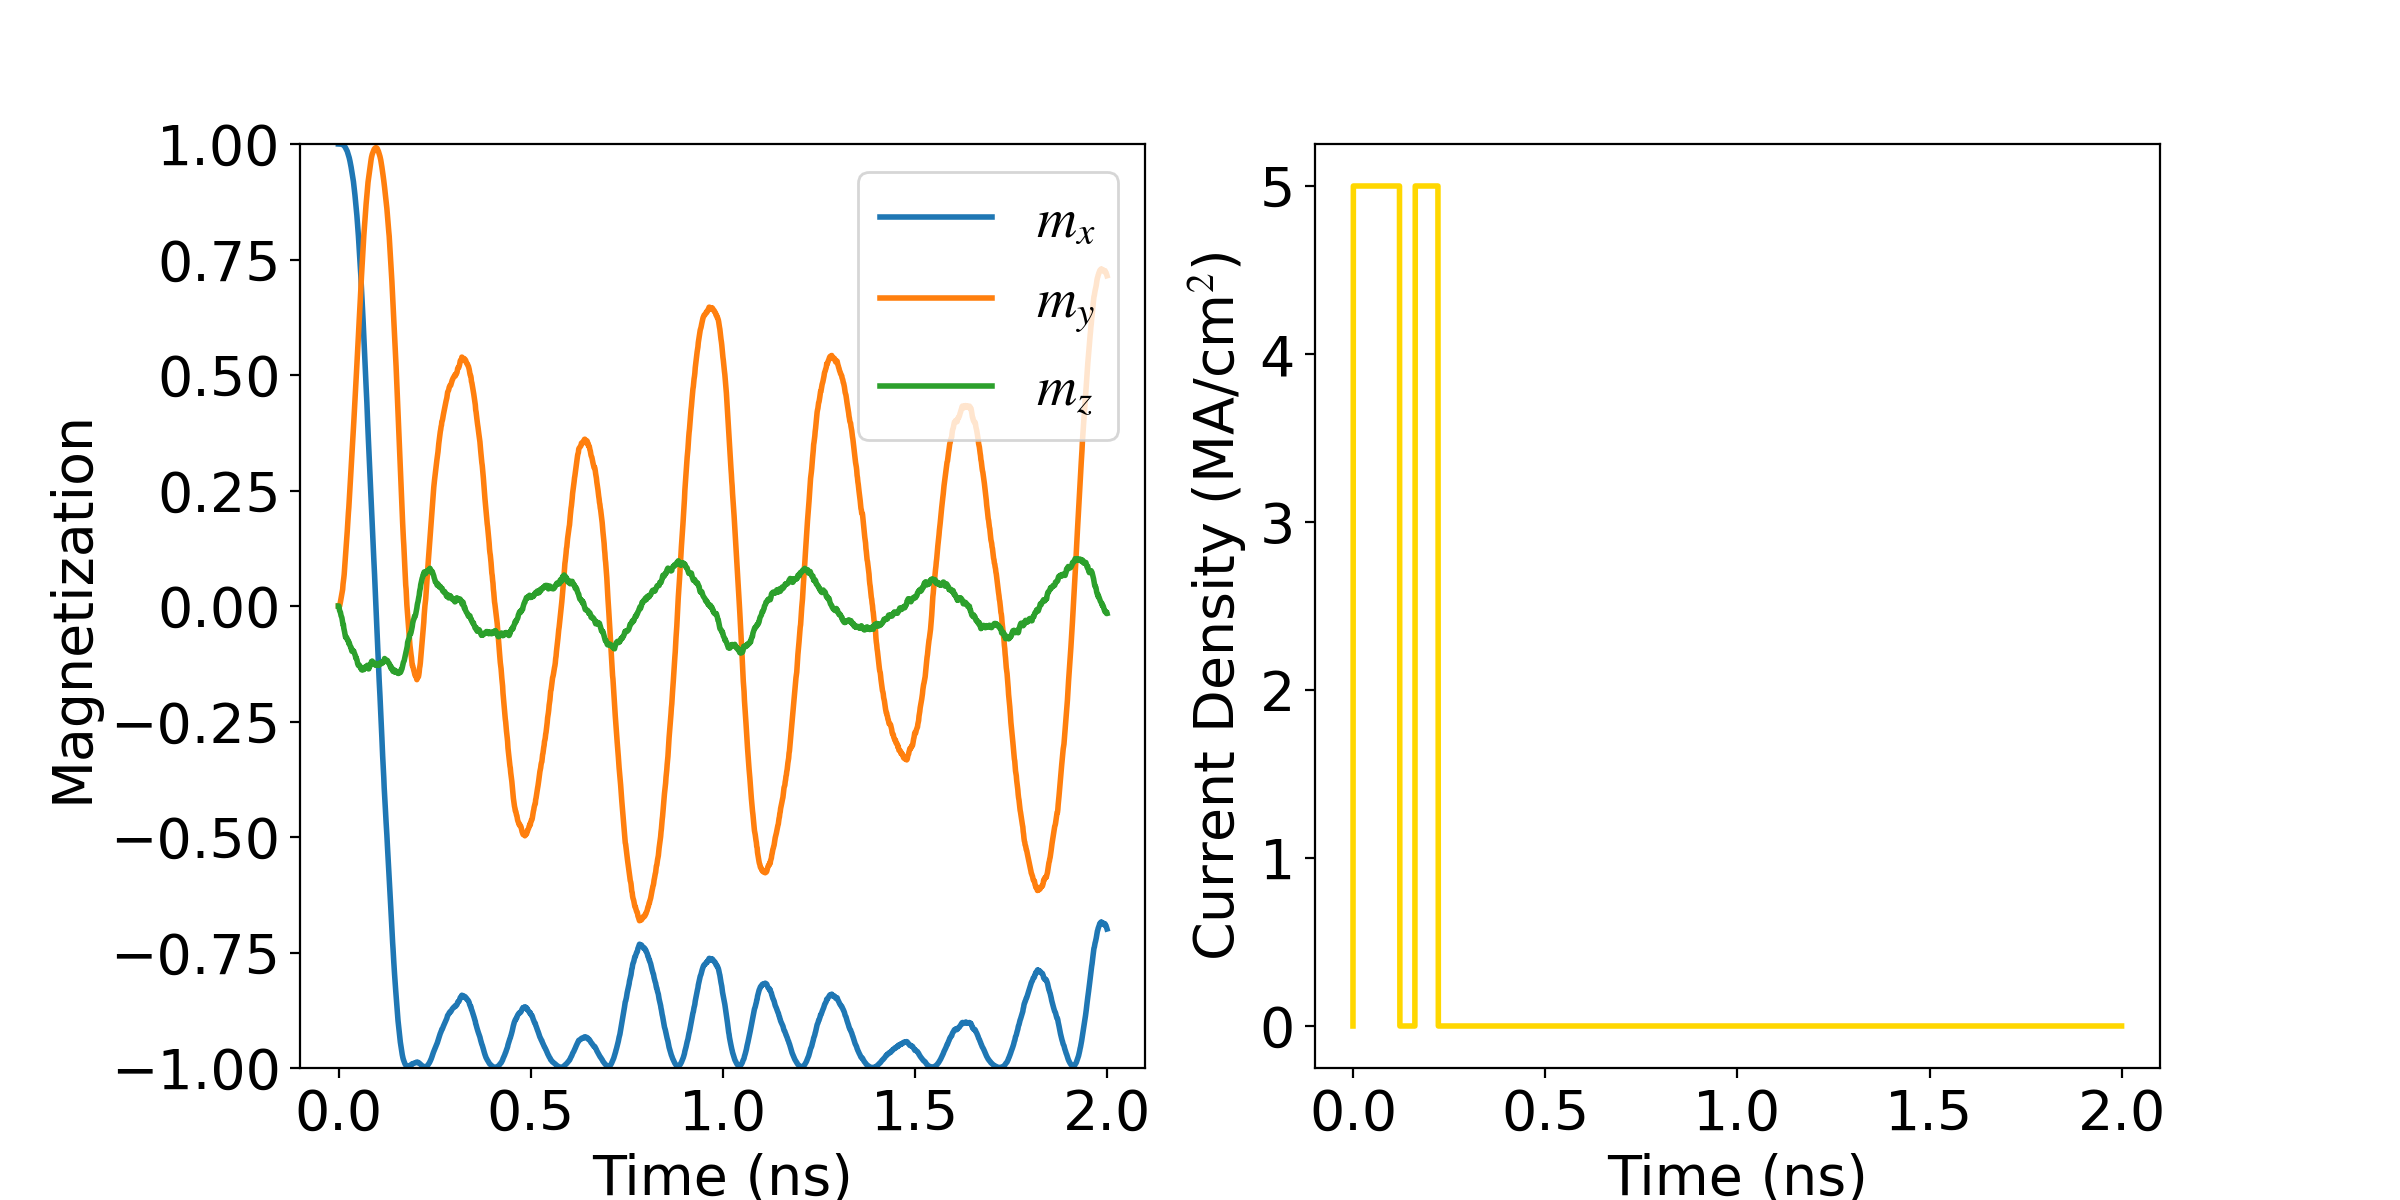 1.00
0.75
0.50
0.25
0.00
−0.25
−0.50
−0.75
−1.00
Magnetization
0.0 0.5 1.0 1.5 2.0
Time (ns)
m_x
m_y
m_z
5
4
3
2
1
0
Current Density (MA/cm²)
0.0 0.5 1.0 1.5 2.0
Time (ns)